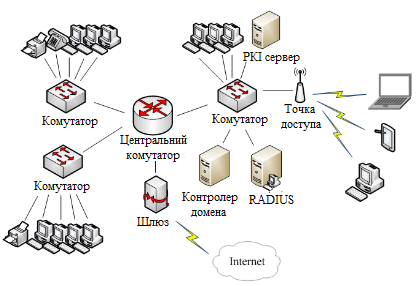 PKI сервер
Комутатор
Центральний
комутатор
Комутатор
Точка
доступа
Комутатор
Шлюз
Контролер
домена
RADIUS
Internet